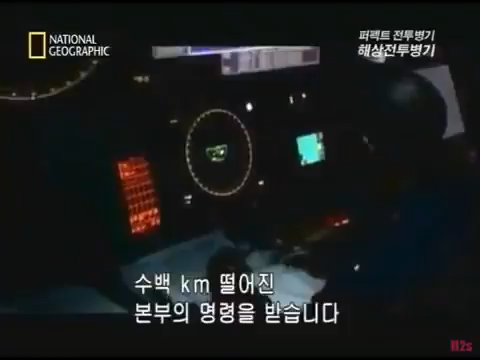 NATIONAL
GEOGRAPHIC
퍼펙트 전투병기
해상전투병기
수백 km 떨어진
본부의 명령을 받습니다